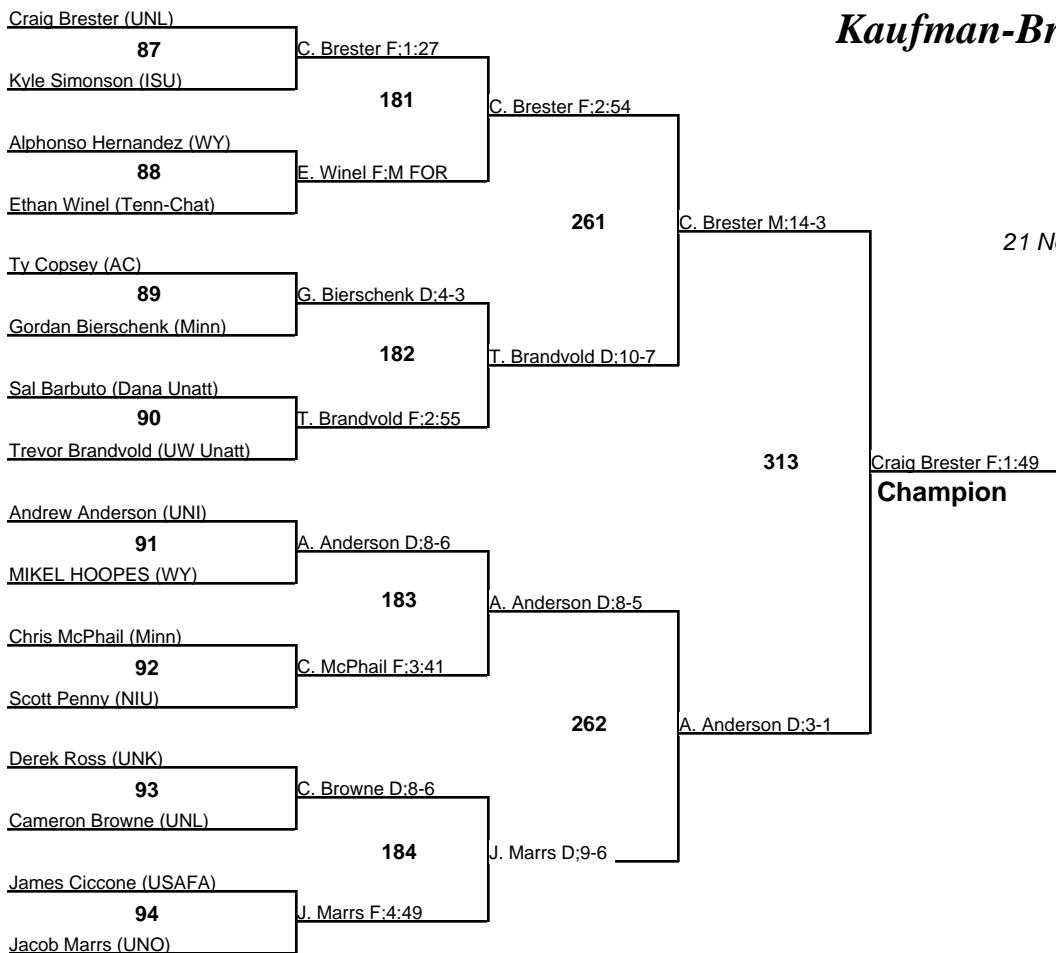 Craig Brester (UNL)
Kaufman-Br
87
C. Brester F;1:27
Kyle Simonson (ISU)
181
C. Brester F;2:54
Alphonso Hernandez (WY)
88
E. Winel F;M FOR
Ethan Winel (Tenn-Chat)
261
C. Brester M;14-3
21 No
Ty Copsey (AC)
89
G. Bierschenk D;4-3
Gordan Bierschenk (Minn)
182
T. Brandvold D;10-7
Sal Barbuto (Dana Unatt)
90
T. Brandvold F;2:55
Trevor Brandvold (UW Unatt)
313
Craig Brester F;1:49
Champion
Andrew Anderson (UNI)
91
A. Anderson D;8-6
MIKEL HOOPES (WY)
183
A. Anderson D;8-5
Chris McPhail (Minn)
92
C. McPhail F;3:41
Scott Penny (NIU)
262
A. Anderson D;3-1
Derek Ross (UNK)
93
C. Browne D;8-6
Cameron Browne (UNL)
184
J. Marrs D;9-6
James Ciccone (USAFA)
94
J. Marrs F;4:49
Jacob Marrs (UNO)